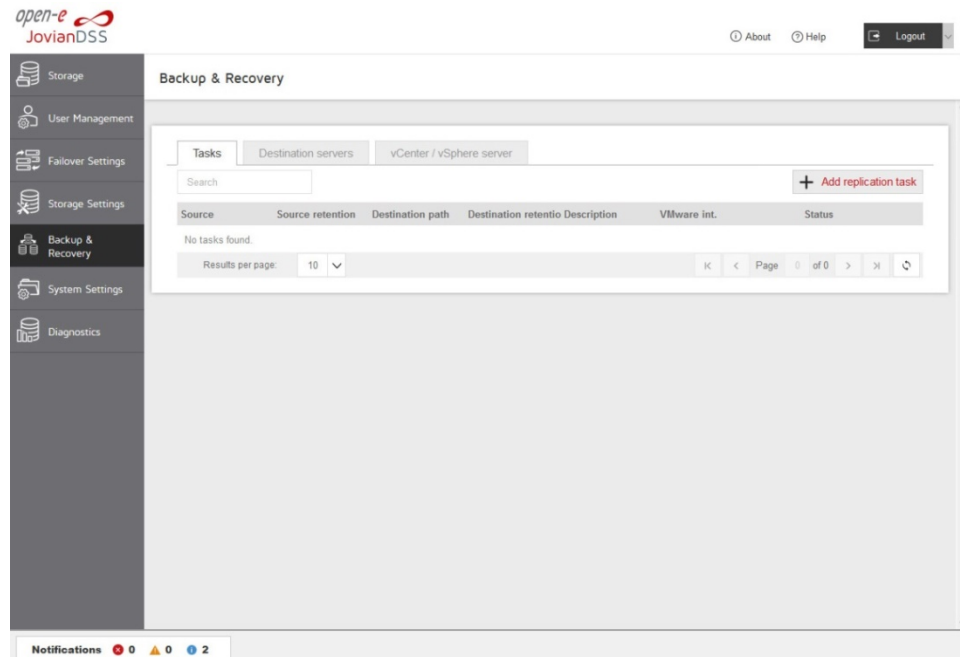 open-e
JovianDSS
About
Help
Logout
Storage
User Management
Failover Settings
Storage Settings
Backup &
Recovery
System Settings
Diagnostics
Backup & Recovery
Tasks
Destination servers
vCenter / vSphere server
Search
Add replication task
Source
Source retention
Destination path
Destination retentio
Description
VMware int.
Status
No tasks found.
Results per page: 10
Page 0 of 0
Notifications 0 0 2